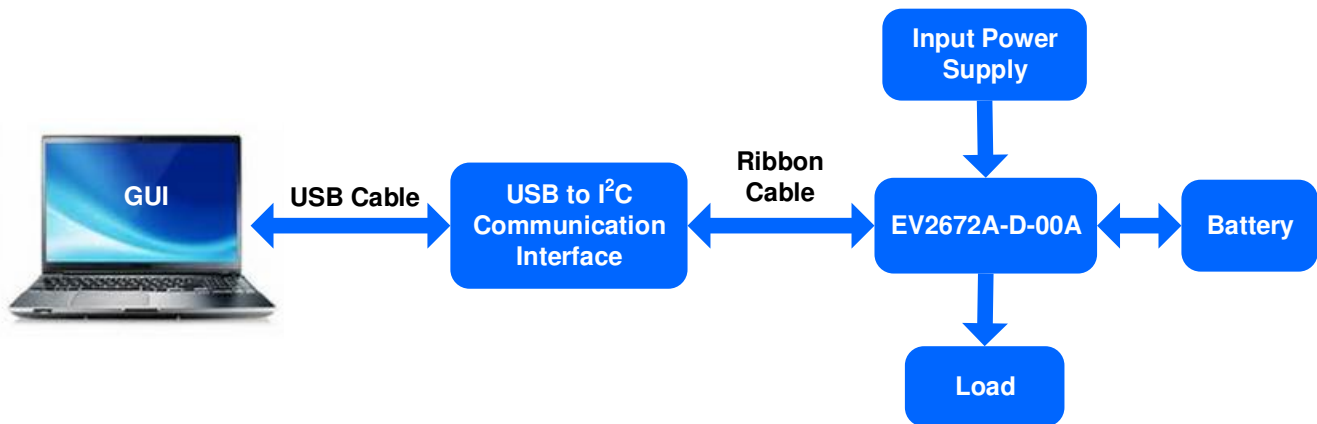 Input Power
Supply
GUI
USB Cable
USB to I²C
Communication
Interface
Ribbon
Cable
EV2672A-D-00A
Battery
Load